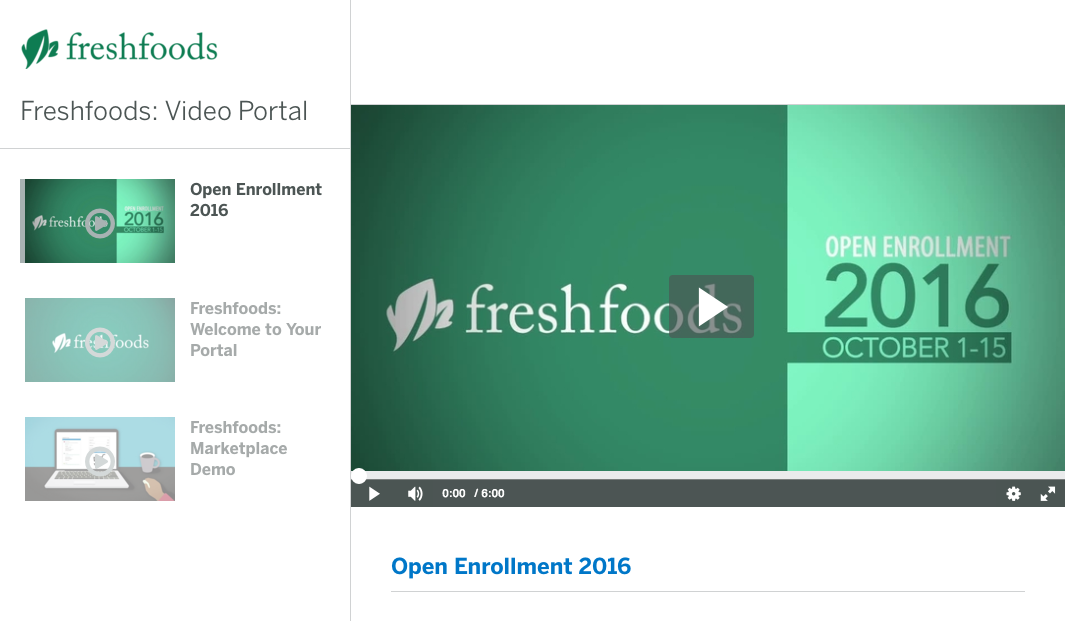 freshfoods
Freshfoods: Video Portal
freshfoods
OPEN ENROLLMENT
2016
OCTOBER 1-15
Open Enrollment
2016
freshfoods
Freshfoods:
Welcome to Your
Portal
Freshfoods:
Marketplace
Demo
freshfoods
OPEN ENROLLMENT
2016
OCTOBER 1-15
0:00 / 6:00
Open Enrollment 2016